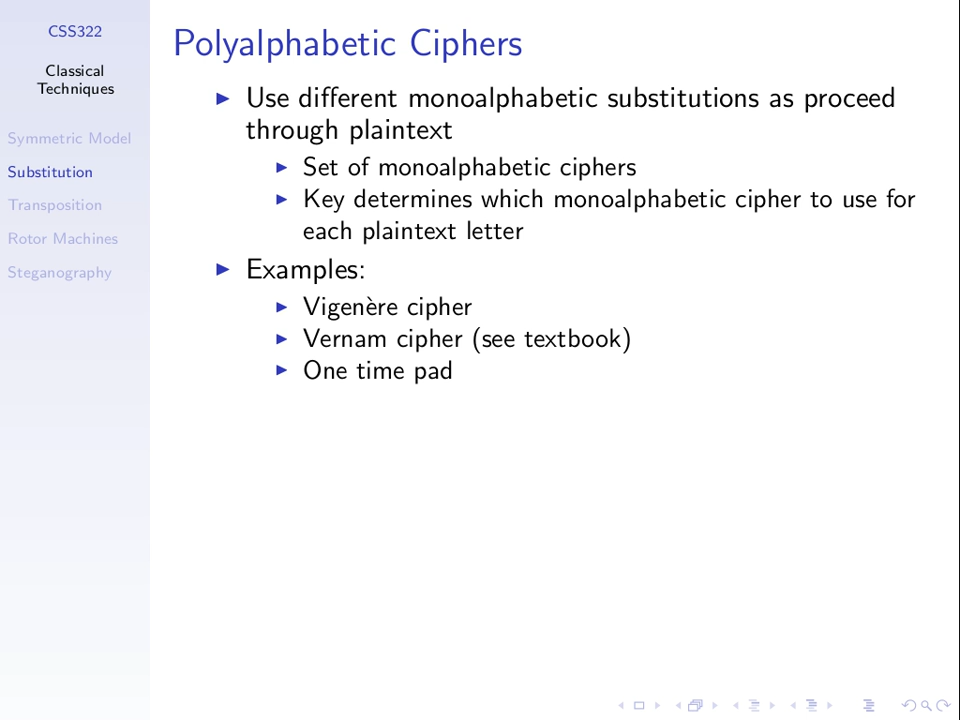 CSS322
Classical
Techniques
Symmetric Model
Substitution
Transposition
Rotor Machines
Steganography
Polyalphabetic Ciphers
Use different monoalphabetic substitutions as proceed
through plaintext
Set of monoalphabetic ciphers
Key determines which monoalphabetic cipher to use for
each plaintext letter
Examples:
Vigenère cipher
Vernam cipher (see textbook)
One time pad